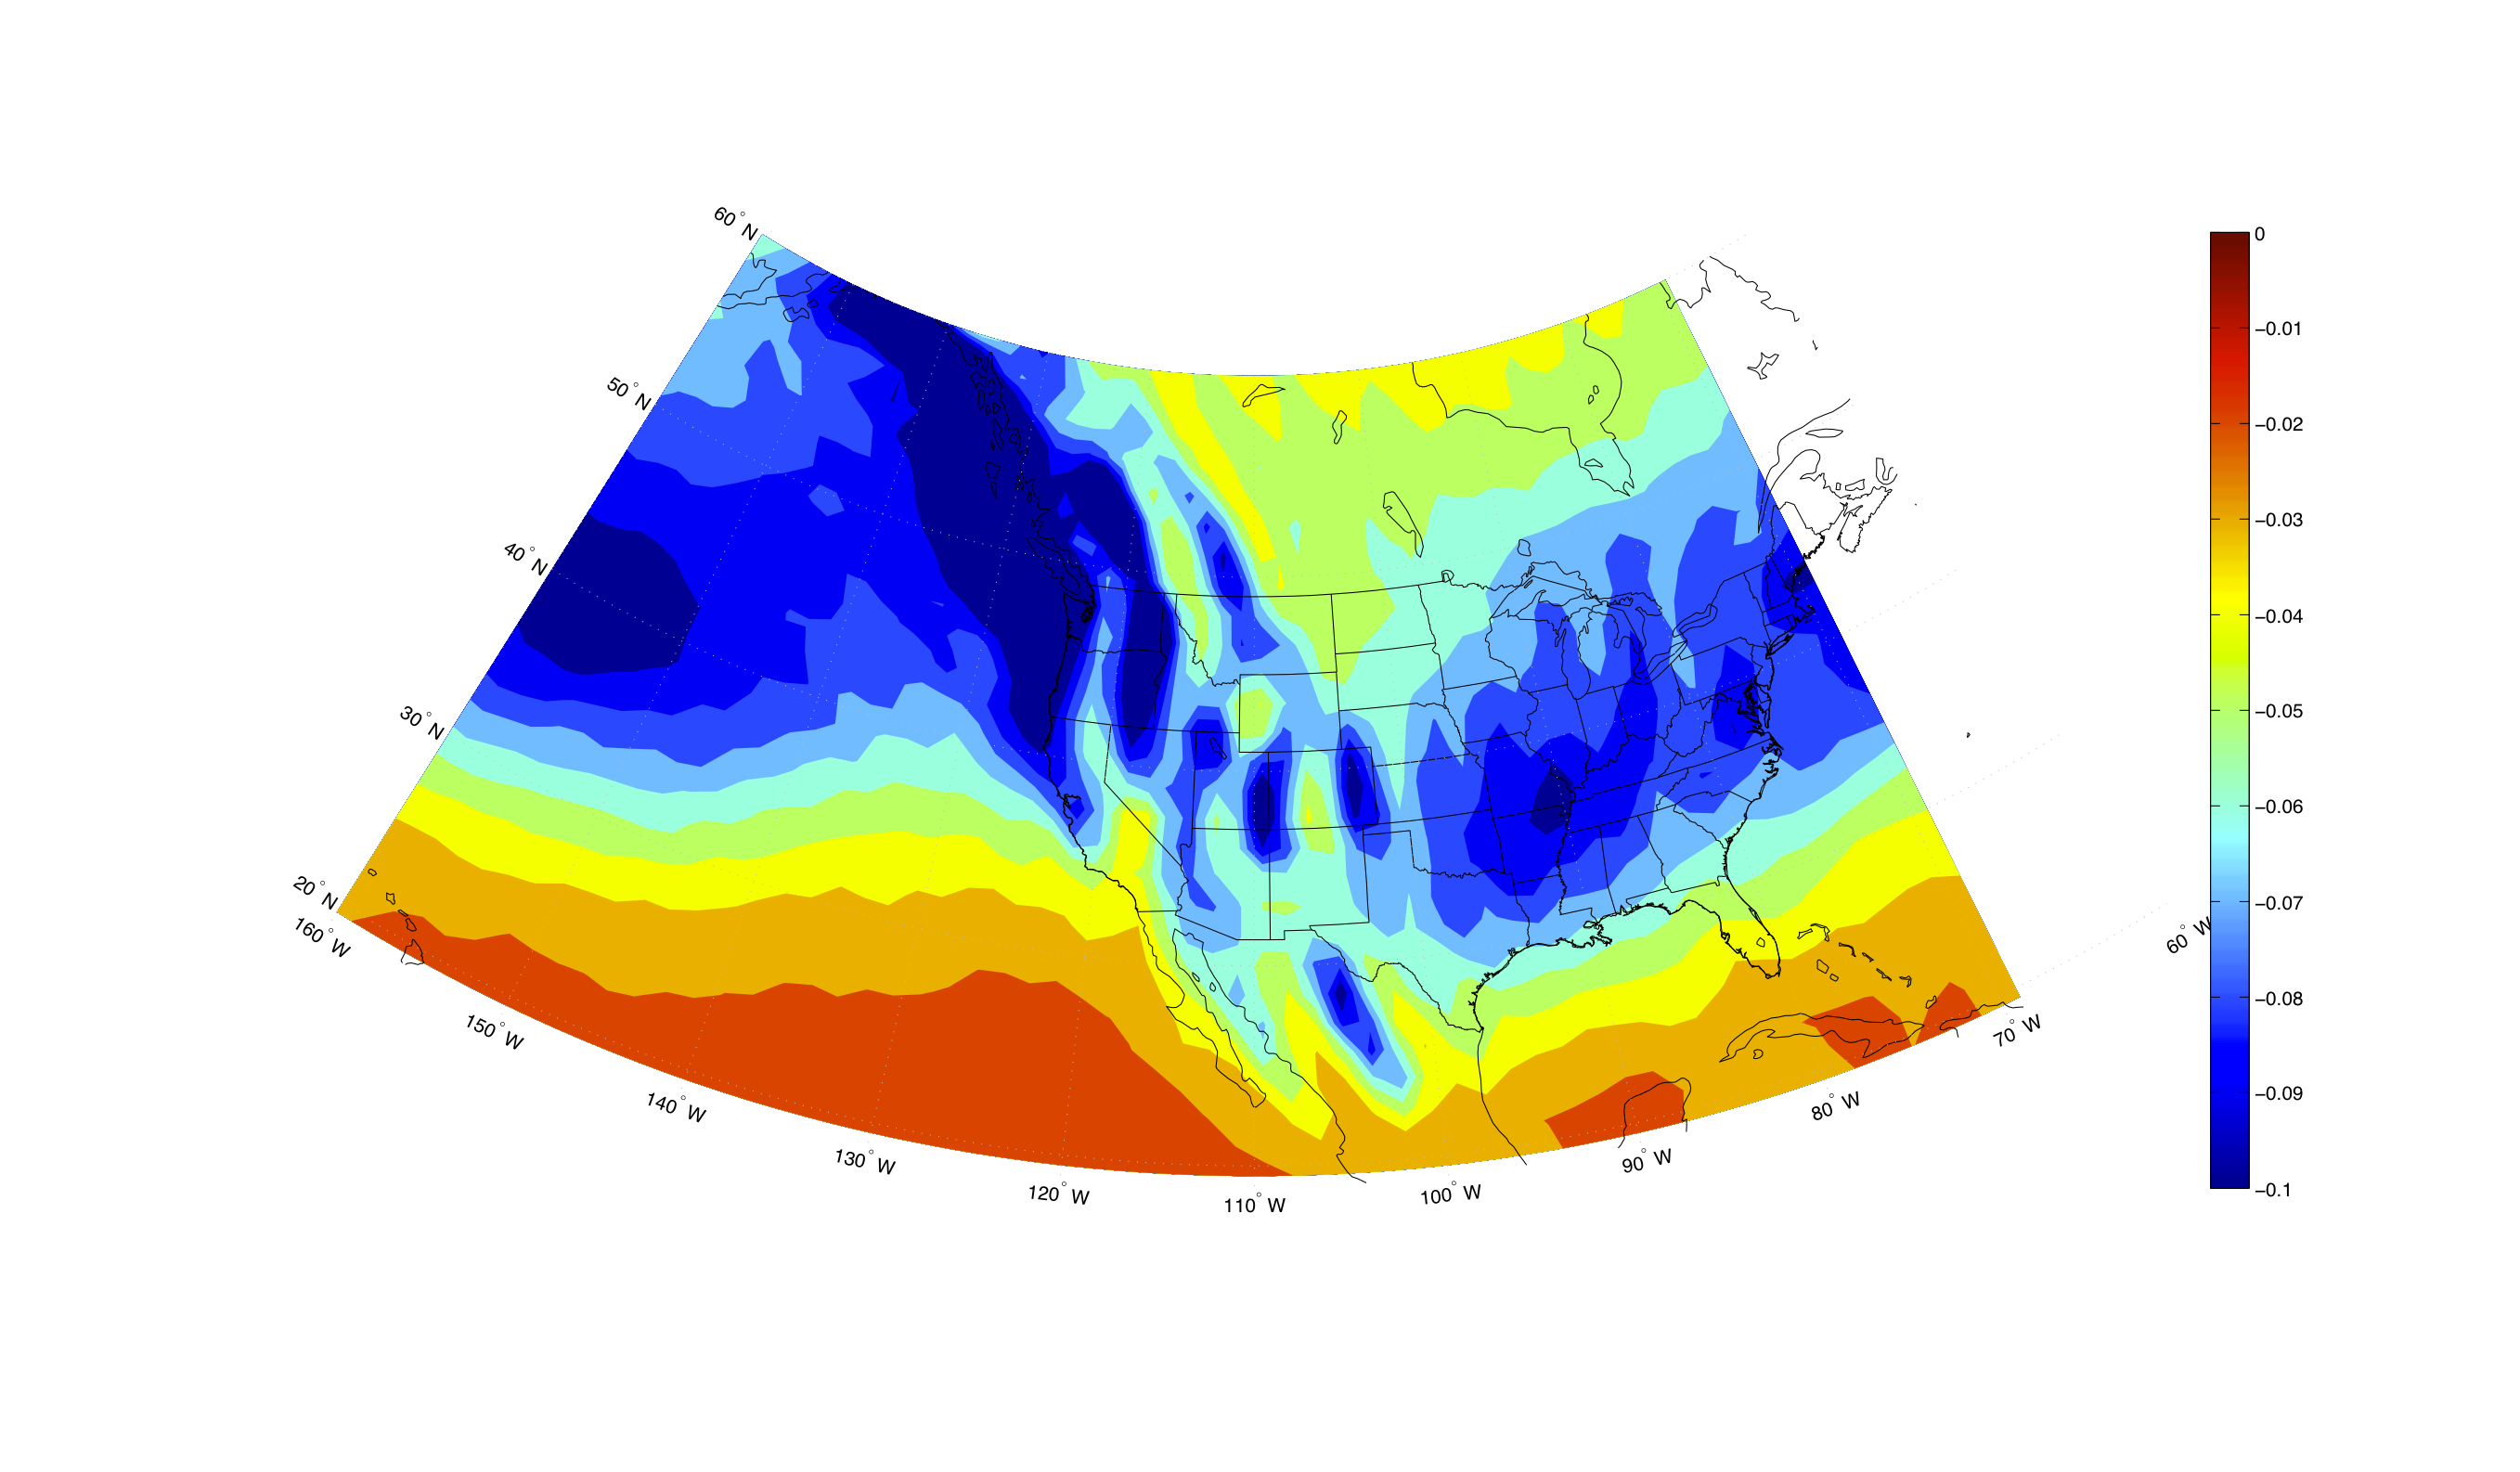 60° N
50° N
40° N
30° N
20° N
160° W
150° W
140° W
130° W
120° W
110° W
100° W
90° W
80° W
70° W
60° W
0
−0.01
−0.02
−0.03
−0.04
−0.05
−0.06
−0.07
−0.08
−0.09
−0.1